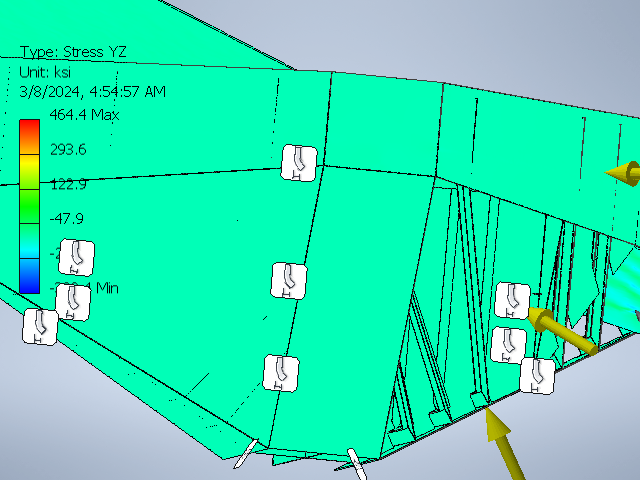 Type: Stress YZ
Unit: ksi
3/8/2024, 4:54:57 AM
464.4 Max
293.6
122.9
-47.9
Min